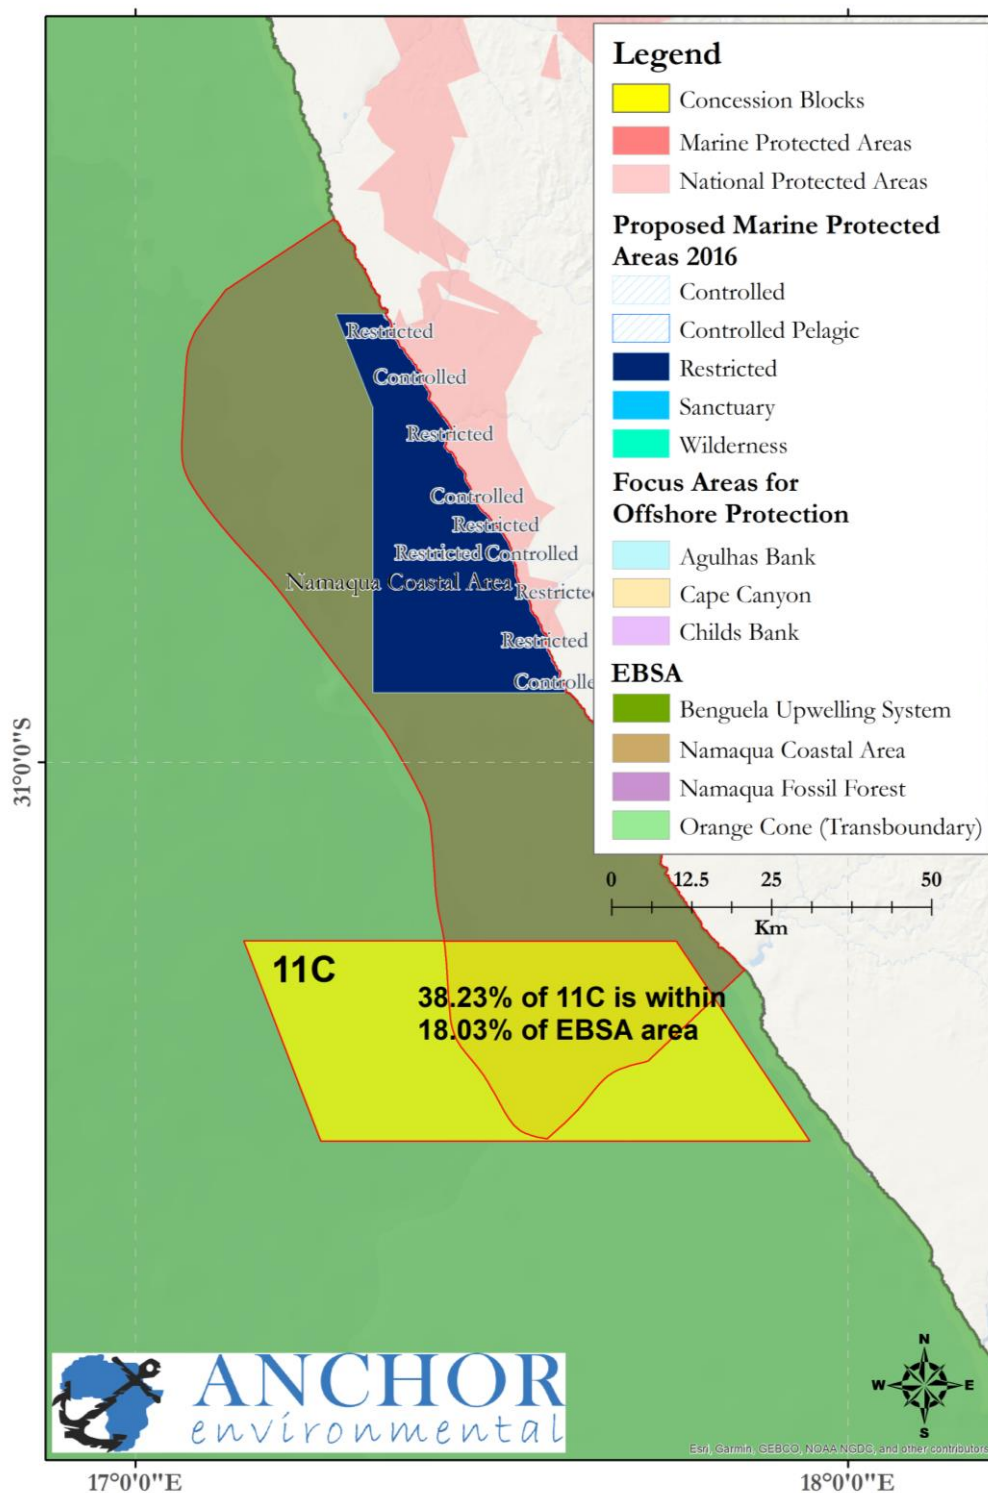 Legend
Concession Blocks
Marine Protected Areas
National Protected Areas
Proposed Marine Protected
Areas 2016
Controlled
Controlled Pelagic
Restricted
Sanctuary
Wilderness
Focus Areas for
Offshore Protection
Agulhas Bank
Cape Canyon
Childs Bank
EBSA
Benguela Upwelling System
Namaqua Coastal Area
Namaqua Fossil Forest
Orange Cone (Transboundary)
0 12.5 25 50
Km
Restricted
Controlled
Restricted
Controlled
Restricted
Restricted Controlled
Namaqua Coastal Area
Restricted
Restricted
Controlle
31°0'0"S
11C
38.23% of 11C is within
18.03% of EBSA area
ANCHOR
environmental
N
W E
S
Esri, Garmin, GEBCO, NOAA NGDC, and other contributors
17°0'0"E 18°0'0"E